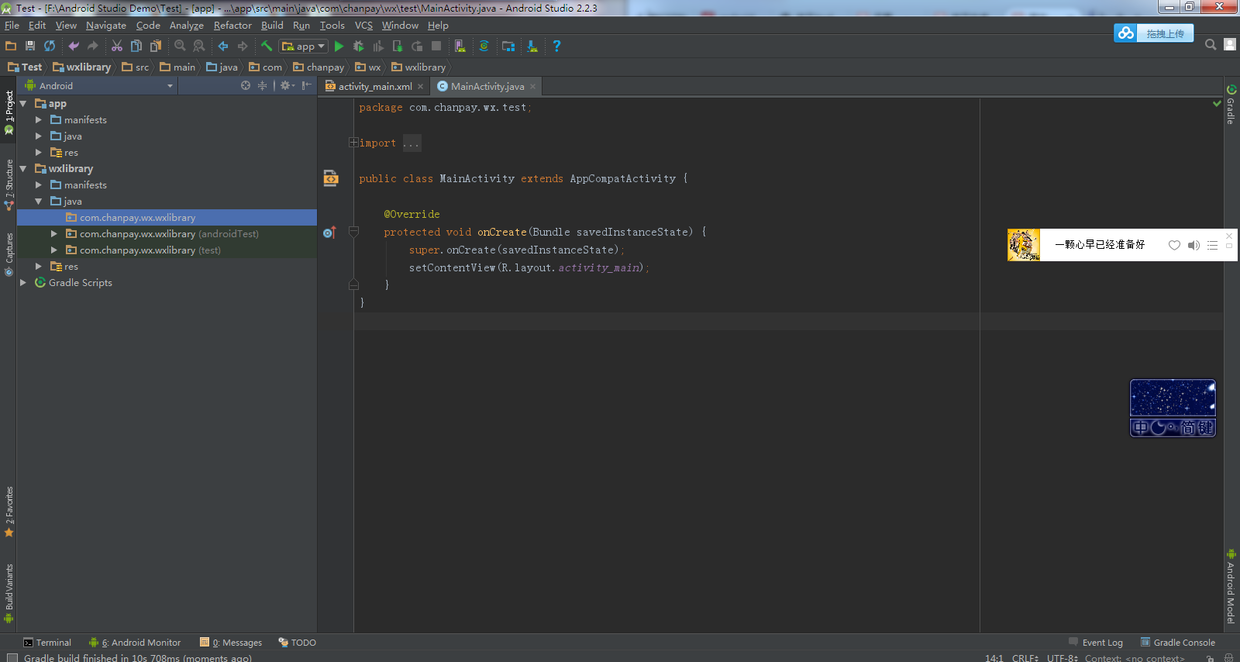 Test - [F:\Android Studio Demo\Test] - [app] - ...\app\src\main\java\com\chanpay\wx\test\MainActivity.java - Android Studio 2.2.3
File Edit View Navigate Code Analyze Refactor Build Run Tools VCS Window Help
app
拖拽上传
Test wxlibrary src main java com chanpay wx wxlibrary
Android
activity_main.xml
MainActivity.java
1: Project
7: Structure
Captures
2: Favorites
Build Variants
app
manifests
java
res
wxlibrary
manifests
java
com.chanpay.wx.wxlibrary
com.chanpay.wx.wxlibrary (androidTest)
com.chanpay.wx.wxlibrary (test)
res
Gradle Scripts
package com.chanpay.wx.test;
import ...
public class MainActivity extends AppCompatActivity {
@Override
protected void onCreate(Bundle savedInstanceState) {
super.onCreate(savedInstanceState);
setContentView(R.layout.activity_main);
}
}
Gradle
一颗心早已经准备好
中 简 键
Android Model
Terminal 6: Android Monitor 0: Messages TODO Event Log Gradle Console
Gradle build finished in 10s 708ms (moments ago) 14:1 CRLF UTF-8 Context: <no context>